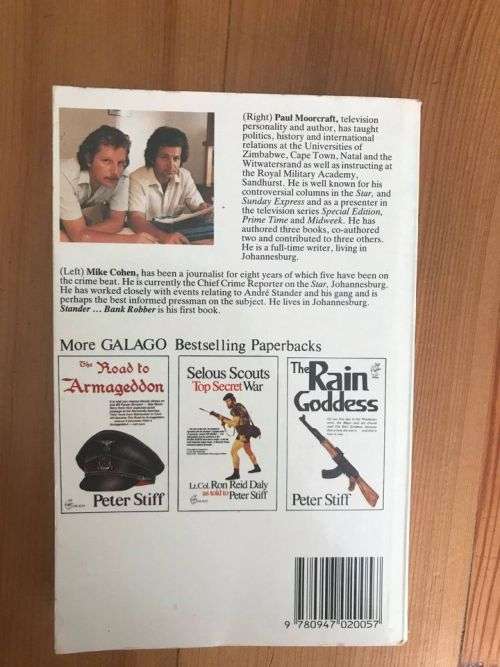 (Right) Paul Moorcraft, television
personality and author, has taught
politics, history and international
relations at the Universities of
Zimbabwe, Cape Town, Natal and the
Witwatersrand as well as instructing at
the Royal Military Academy,
Sandhurst. He is well known for his
controversial columns in the Star, and
Sunday Express and as a presenter in
the television series Special Edition,
Prime Time and Midweek. He has
authored three books, co-authored
two and contributed to three others.
He is a full-time writer, living in
Johannesburg.
(Left) Mike Cohen, has been a journalist for eight years of which five have been on
the crime beat. He is currently the Chief Crime Reporter on the Star, Johannesburg.
He has worked closely with events relating to André Stander and his gang and is
perhaps the best informed pressman on the subject. He lives in Johannesburg.
Stander ... Bank Robber is his first book.
More GALAGO Bestselling Paperbacks
The Road to
Armageddon
Peter Stiff
Selous Scouts
Top Secret War
Lt.Col. Ron Reid Daly
as told to Peter Stiff
The Rain
Goddess
Peter Stiff
9 780947 020057